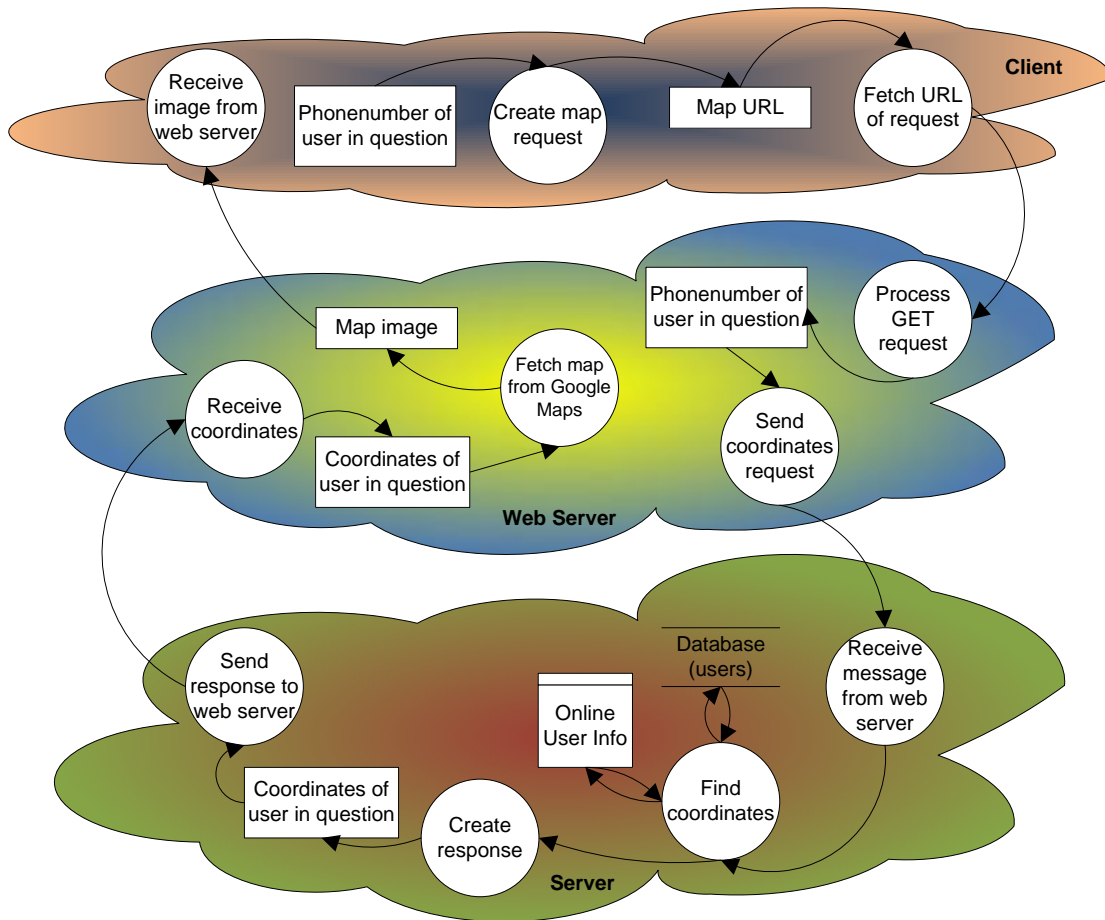 Receive
image from
web server
Phonenumber of
user in question
Create map
request
Map URL
Fetch URL
of request
Client
Phonenumber of
user in question
Process
GET
request
Map image
Fetch map
from Google
Maps
Receive
coordinates
Coordinates of
user in question
Send
coordinates
request
Web Server
Send
response to
web server
Database
(users)
Receive
message
from web
server
Online
User Info
Find
coordinates
Coordinates of
user in question
Create
response
Server